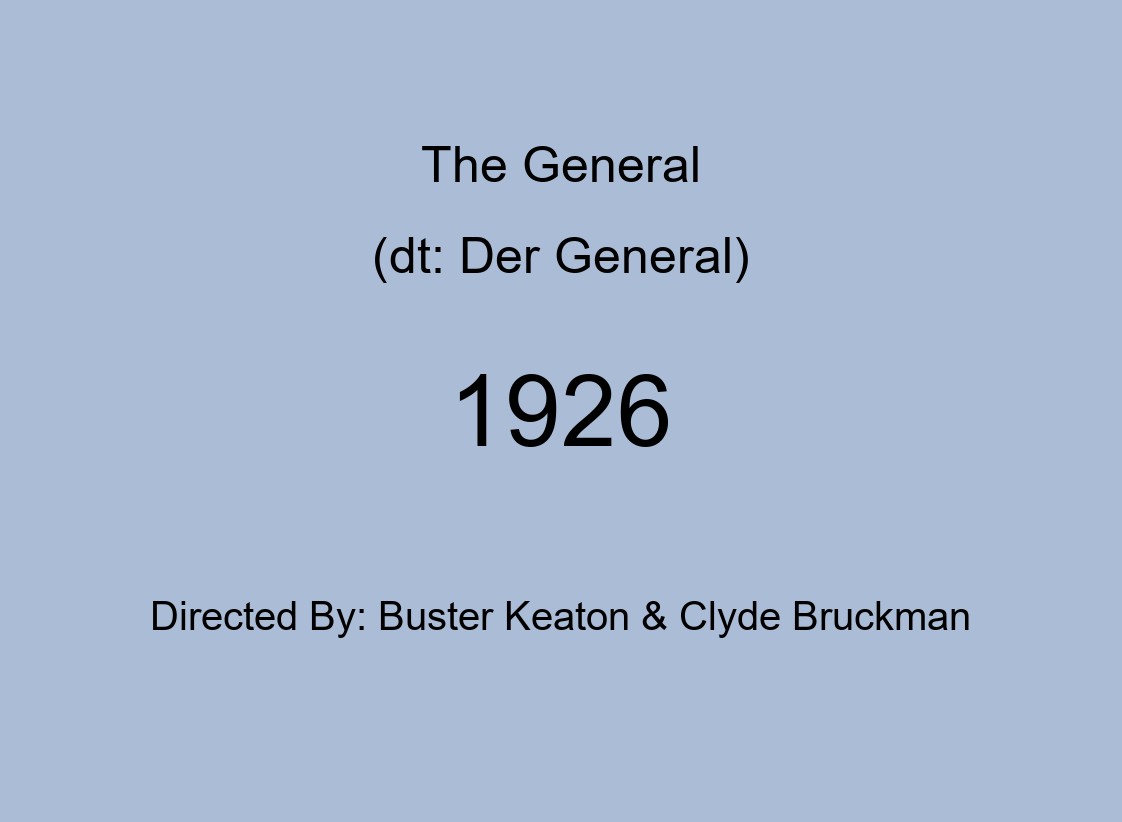 The General
(dt: Der General)
1926
Directed By: Buster Keaton & Clyde Bruckman